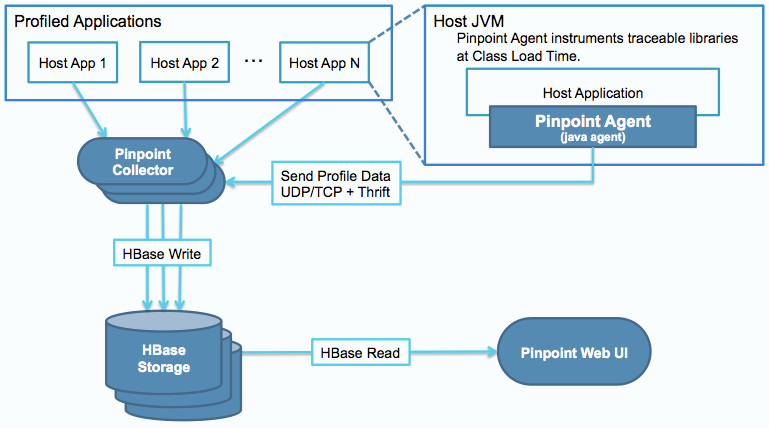 Profiled Applications
Host App 1
Host App 2
...
Host App N
Host JVM
Pinpoint Agent instruments traceable libraries
at Class Load Time.
Host Application
Pinpoint Agent
(java agent)
Pinpoint
Collector
Send Profile Data
UDP/TCP + Thrift
HBase Write
HBase
Storage
HBase Read
Pinpoint Web UI